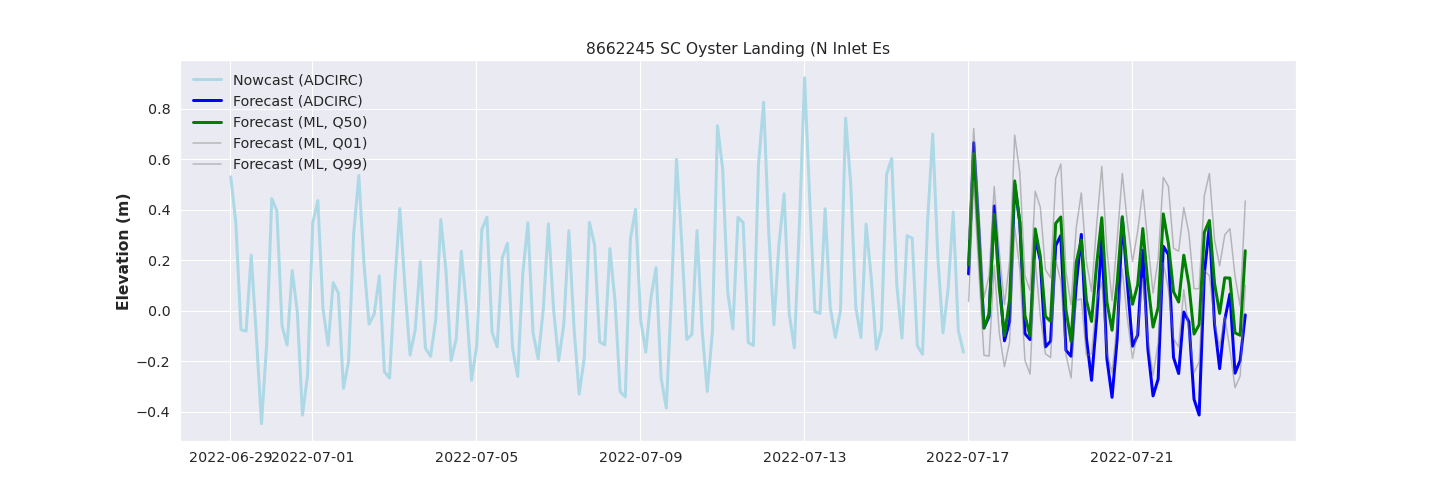 8662245 SC Oyster Landing (N Inlet Es
Nowcast (ADCIRC)
Forecast (ADCIRC)
Forecast (ML, Q50)
Forecast (ML, Q01)
Forecast (ML, Q99)
Elevation (m)
0.8
0.6
0.4
0.2
0.0
−0.2
−0.4
2022-06-29 2022-07-01 2022-07-05 2022-07-09 2022-07-13 2022-07-17 2022-07-21